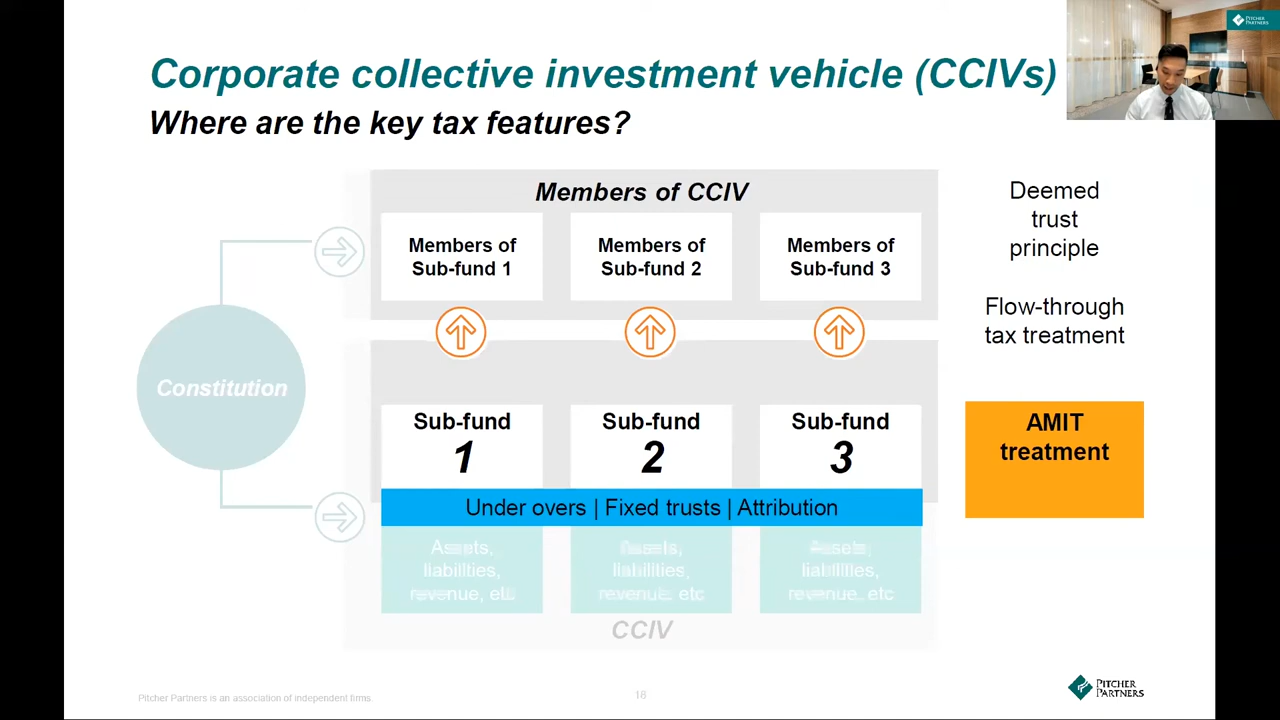 Corporate collective investment vehicle (CCIVs)
Where are the key tax features?
PITCHER
PARTNERS
Members of CCIV
Members of
Sub-fund 1
Members of
Sub-fund 2
Members of
Sub-fund 3
Deemed
trust
principle
Flow-through
tax treatment
Constitution
Sub-fund
1
Sub-fund
2
Sub-fund
3
AMIT
treatment
Under overs | Fixed trusts | Attribution
Assets,
liabilities,
revenue, etc
Assets,
liabilities,
revenue, etc
Assets,
liabilities,
revenue, etc
CCIV
Pitcher Partners is an association of independent firms
16
PITCHER
PARTNERS